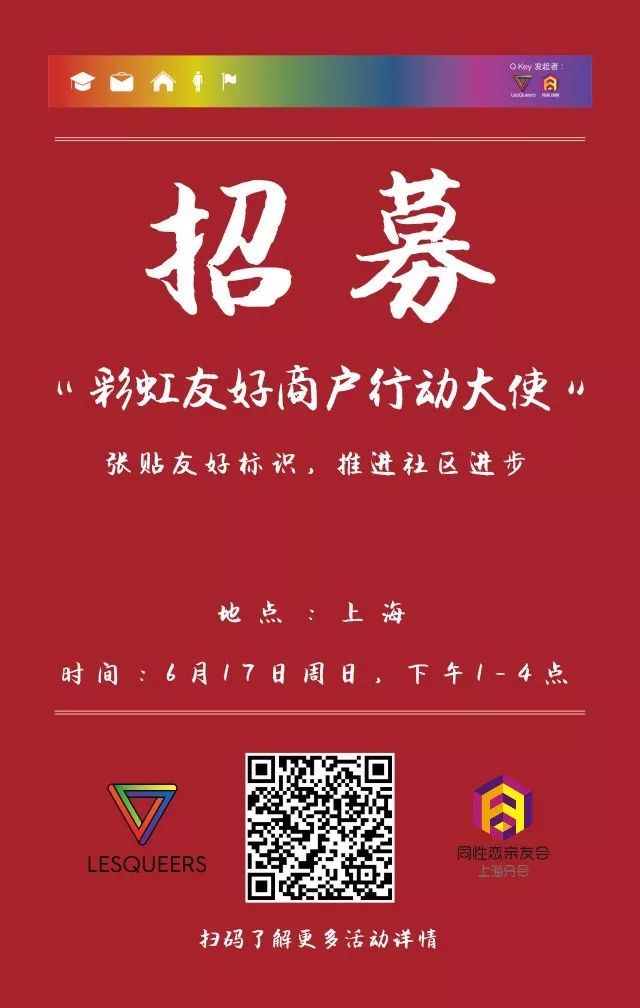 Q Key 发起者：
LesQueers
招募
“彩虹友好商户行动大使”
张贴友好标识，推进社区进步
地点：上海
时间：6月17日周日，下午1-4点
LESQUEERS
同性恋亲友会
上海分会
扫码了解更多活动详情